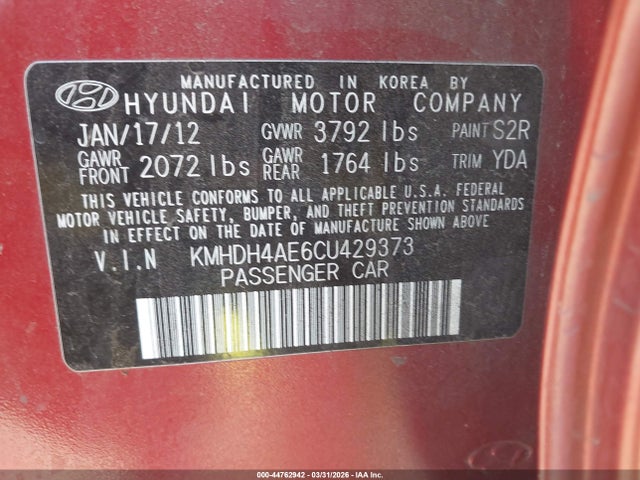 MANUFACTURED IN KOREA BY
HYUNDAI MOTOR COMPANY
JAN/17/12 GVWR 3792 lbs PAINT S2R
GAWR FRONT 2072 lbs GAWR REAR 1764 lbs TRIM YDA
THIS VEHICLE CONFORMS TO ALL APPLICABLE U.S.A. FEDERAL
MOTOR VEHICLE SAFETY, BUMPER, AND THEFT PREVENTION STANDARDS
IN EFFECT ON THE DATE OF MANUFACTURE SHOWN ABOVE.
V.I.N KMHDH4AE6CU429373
PASSENGER CAR
000-44762942 - 03/31/2026 - IAA, Inc.